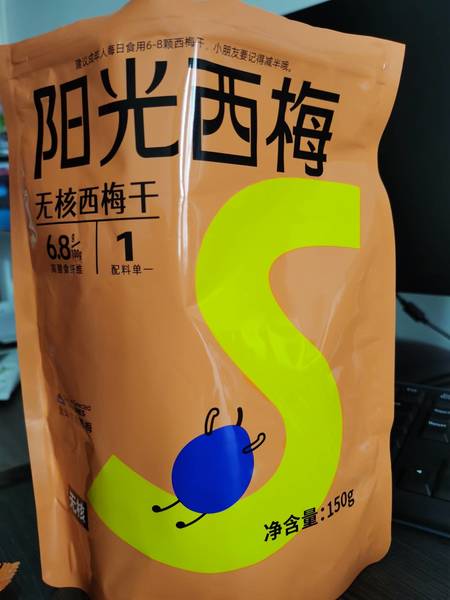 建议成年人每日食用6-8颗西梅干,小朋友要记得减半哦。
阳光西梅
无核西梅干
6.8g/100g
1
高膳食纤维
配料单一
无核
净含量:150g